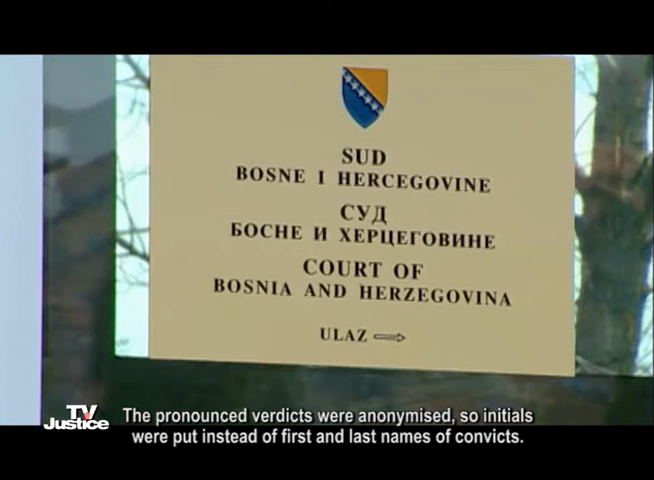 SUD
BOSNE I HERCEGOVINE
СУД
БОСНЕ И ХЕРЦЕГОВИНЕ
COURT OF
BOSNIA AND HERZEGOVINA
ULAZ
TV
Justice
The pronounced verdicts were anonymised, so initials
were put instead of first and last names of convicts.